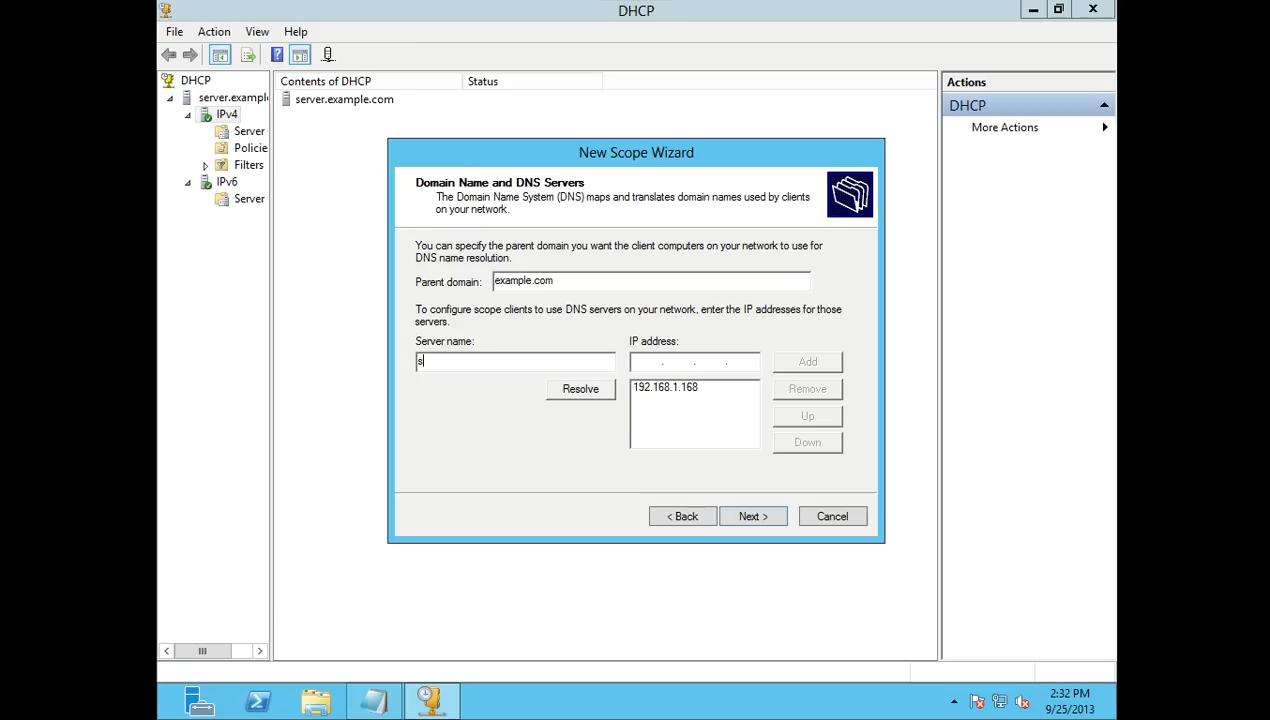 DHCP
File Action View Help
DHCP
server.example
IPv4
Server
Policie
Filters
IPv6
Server
Contents of DHCP Status
server.example.com
Actions
DHCP
More Actions
New Scope Wizard
Domain Name and DNS Servers
The Domain Name System (DNS) maps and translates domain names used by clients
on your network.
You can specify the parent domain you want the client computers on your network to use for
DNS name resolution.
Parent domain: example.com
To configure scope clients to use DNS servers on your network, enter the IP addresses for those
servers.
Server name: IP address:
s . . . Add
Resolve 192.168.1.168 Remove
Up
Down
< Back Next > Cancel
2:32 PM
9/25/2013